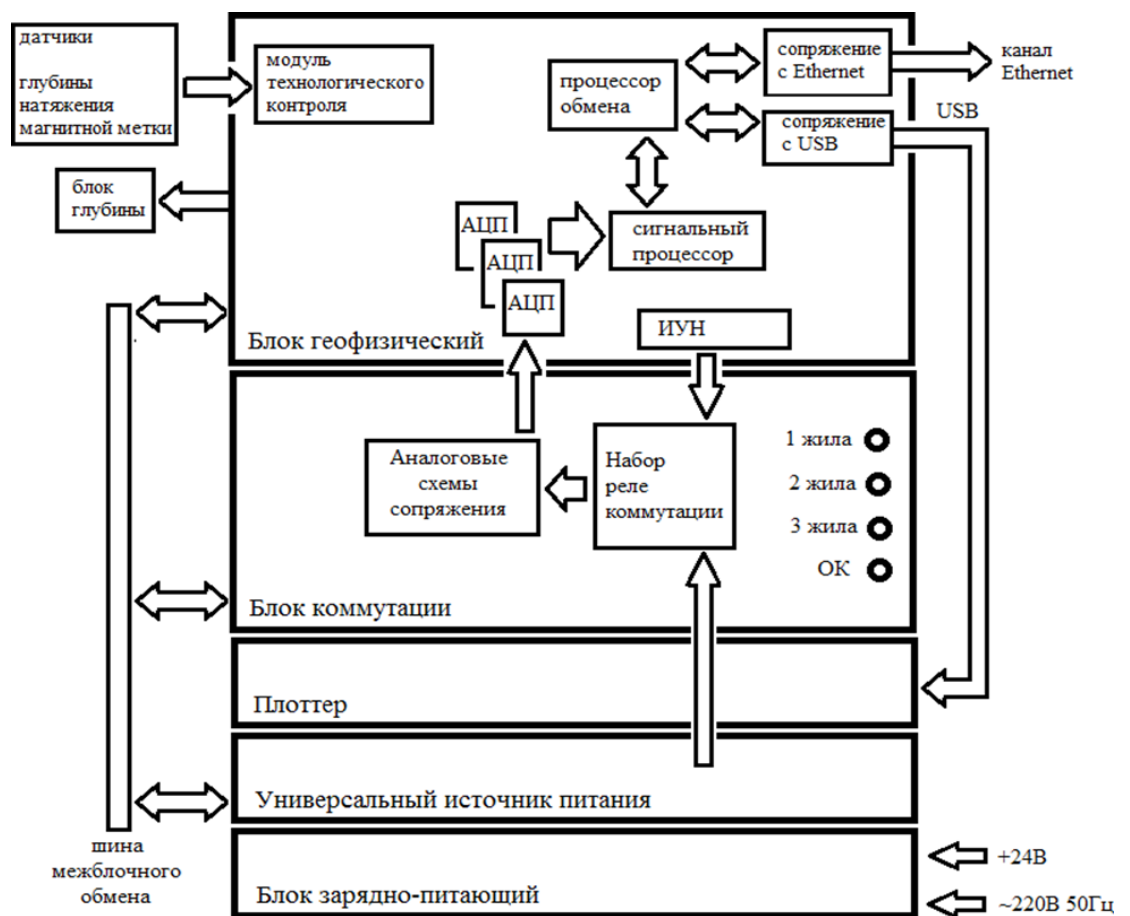 датчики
глубины
натяжения
магнитной метки
модуль
технологического
контроля
процессор
обмена
сопряжение
с Ethernet
канал
Ethernet
сопряжение
с USB
USB
блок
глубины
АЦП
АЦП
АЦП
сигнальный
процессор
ИУН
Блок геофизический
Аналоговые
схемы
сопряжения
Набор
реле
коммутации
1 жила
2 жила
3 жила
ОК
Блок коммутации
Плоттер
Универсальный источник питания
шина
межблочного
обмена
Блок зарядно-питающий
+24В
~220В 50Гц